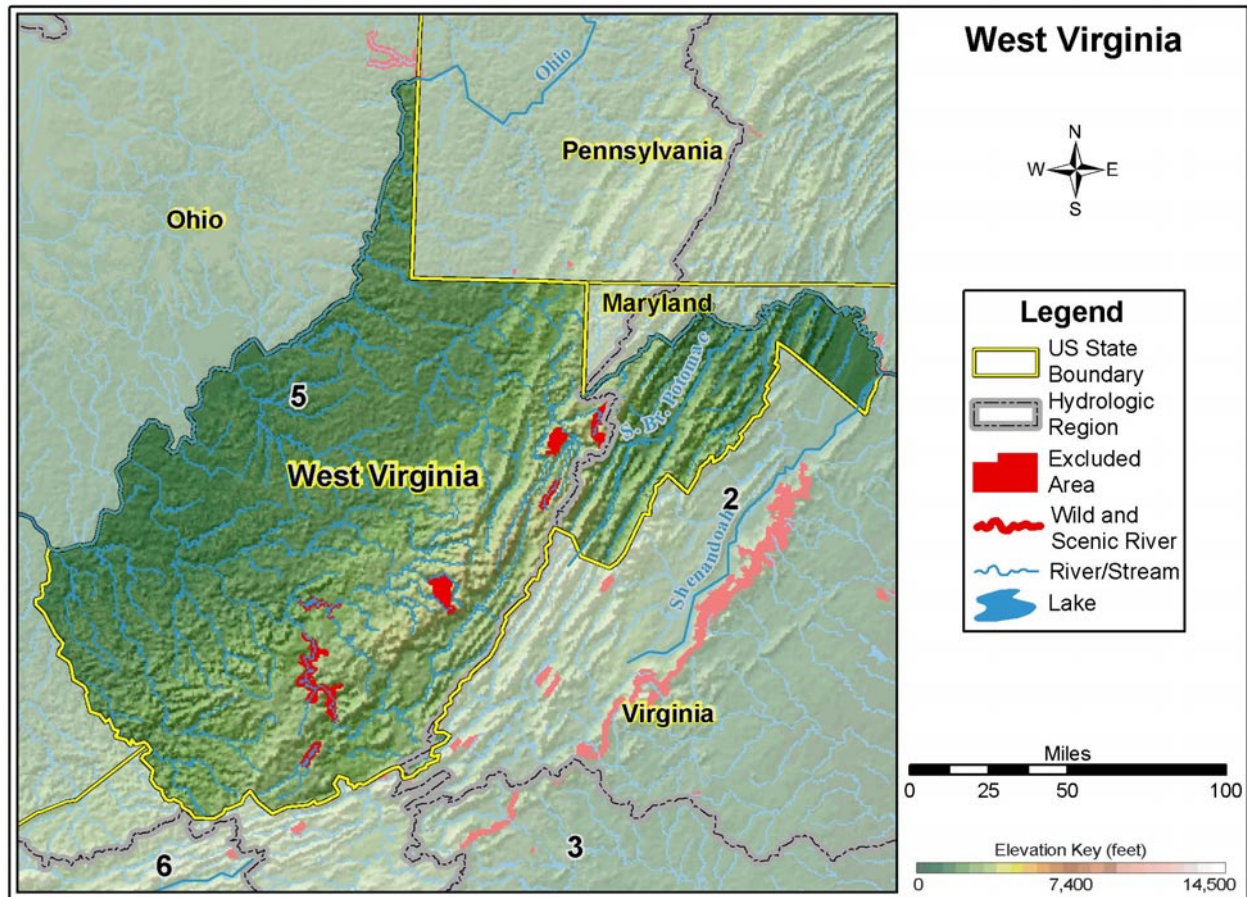 West Virginia
Ohio
Pennsylvania
Ohio
Maryland
N
W
E
S
S. Br. Potomac
5
West Virginia
2
Shenandoah
Virginia
6
3
Legend
US State
Boundary
Hydrologic
Region
Excluded
Area
Wild and
Scenic River
River/Stream
Lake
Miles
0 25 50 100
Elevation Key (feet)
0 7,400 14,500